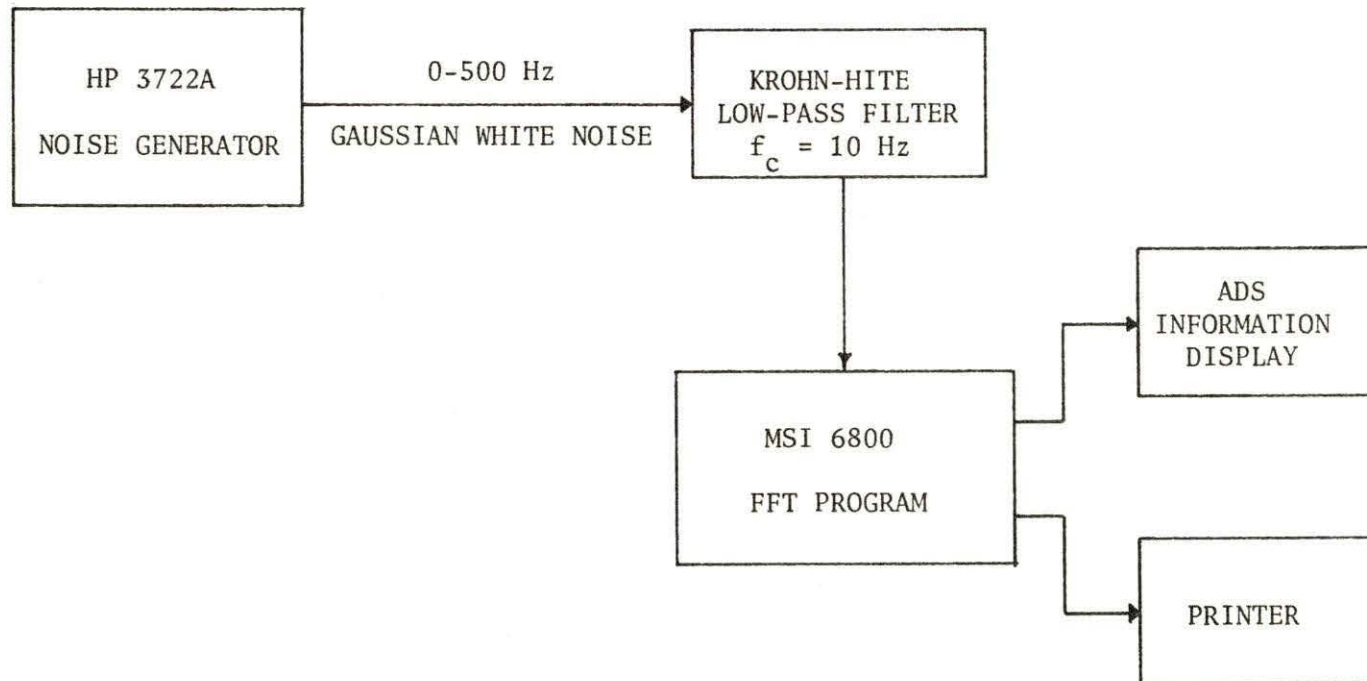 HP 3722A
NOISE GENERATOR
0-500 Hz
GAUSSIAN WHITE NOISE
KROHN-HITE
LOW-PASS FILTER
f_c = 10 Hz
ADS
INFORMATION
DISPLAY
MSI 6800
FFT PROGRAM
PRINTER